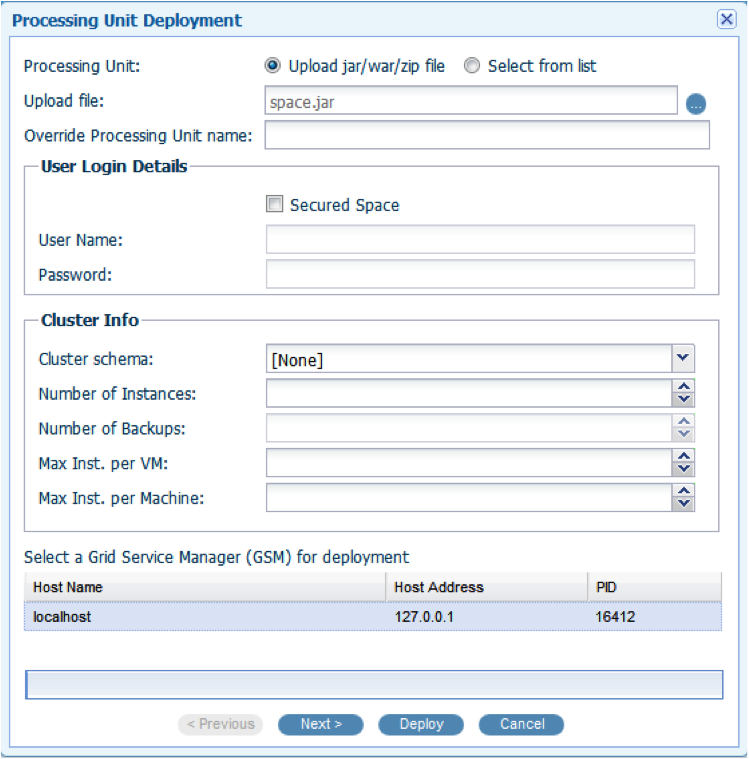 Processing Unit Deployment
Processing Unit: Upload jar/war/zip file Select from list
Upload file: space.jar ...
Override Processing Unit name:
User Login Details
Secured Space
User Name:
Password:
Cluster Info
Cluster schema: [None]
Number of Instances:
Number of Backups:
Max Inst. per VM:
Max Inst. per Machine:
Select a Grid Service Manager (GSM) for deployment
Host Name Host Address PID
localhost 127.0.0.1 16412
< Previous Next > Deploy Cancel